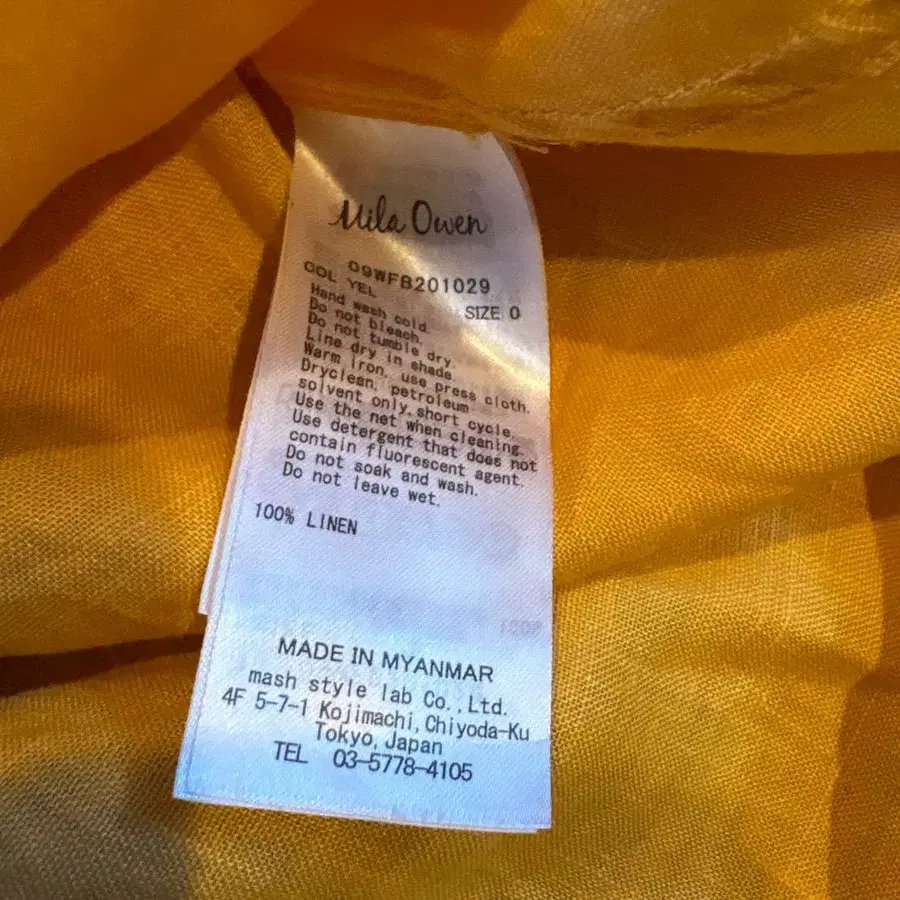 Mila Owen
09WFB201029
COL YEL SIZE 0
Hand wash cold.
Do not bleach.
Do not tumble dry.
Line dry in shade.
Warm iron, use press cloth.
Dryclean, petroleum
solvent only, short cycle.
Use the net when cleaning.
Use detergent that does not
contain fluorescent agent.
Do not soak and wash.
Do not leave wet.
100% LINEN
MADE IN MYANMAR
mash style lab Co.,Ltd.
4F 5-7-1 Kojimachi,Chiyoda-Ku
Tokyo,Japan
TEL 03-5778-4105